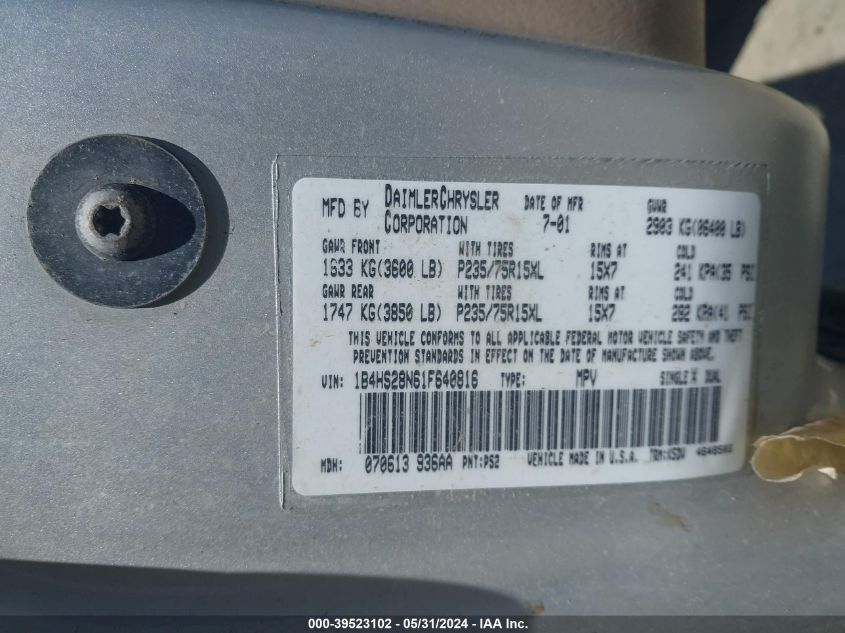 MFD BY DAIMLERCHRYSLER CORPORATION DATE OF MFR 7-01 GVWR 2903 KG(06400 LB)
GAWR FRONT WITH TIRES RIMS AT COLD
1633 KG(3600 LB) P235/75R15XL 15X7 241 KPA(35 PSI
GAWR REAR WITH TIRES RIMS AT COLD
1747 KG(3850 LB) P235/75R15XL 15X7 282 KPA(41 PSI
THIS VEHICLE CONFORMS TO ALL APPLICABLE FEDERAL MOTOR VEHICLE SAFETY AND THEFT
PREVENTION STANDARDS IN EFFECT ON THE DATE OF MANUFACTURE SHOWN ABOVE.
VIN: 1B4HS28N61F640816 TYPE: MPV SINGLE X DUAL
MDH: 070613 936AA PNT:PS2 VEHICLE MADE IN U.S.A. TRM:K5DV
000-39523102 - 05/31/2024 - IAA Inc.